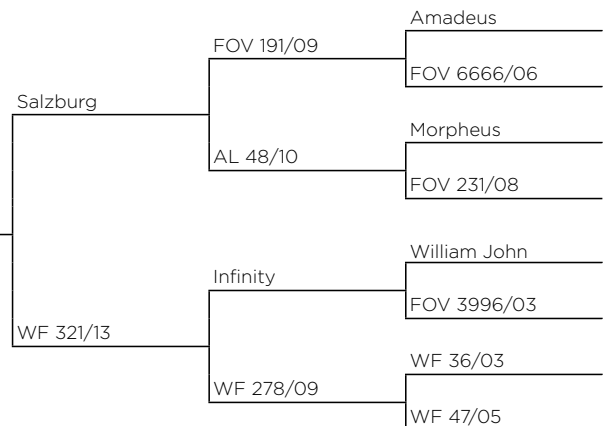 Amadeus
FOV 191/09
FOV 6666/06
Salzburg
Morpheus
AL 48/10
FOV 231/08
William John
Infinity
FOV 3996/03
WF 321/13
WF 36/03
WF 278/09
WF 47/05